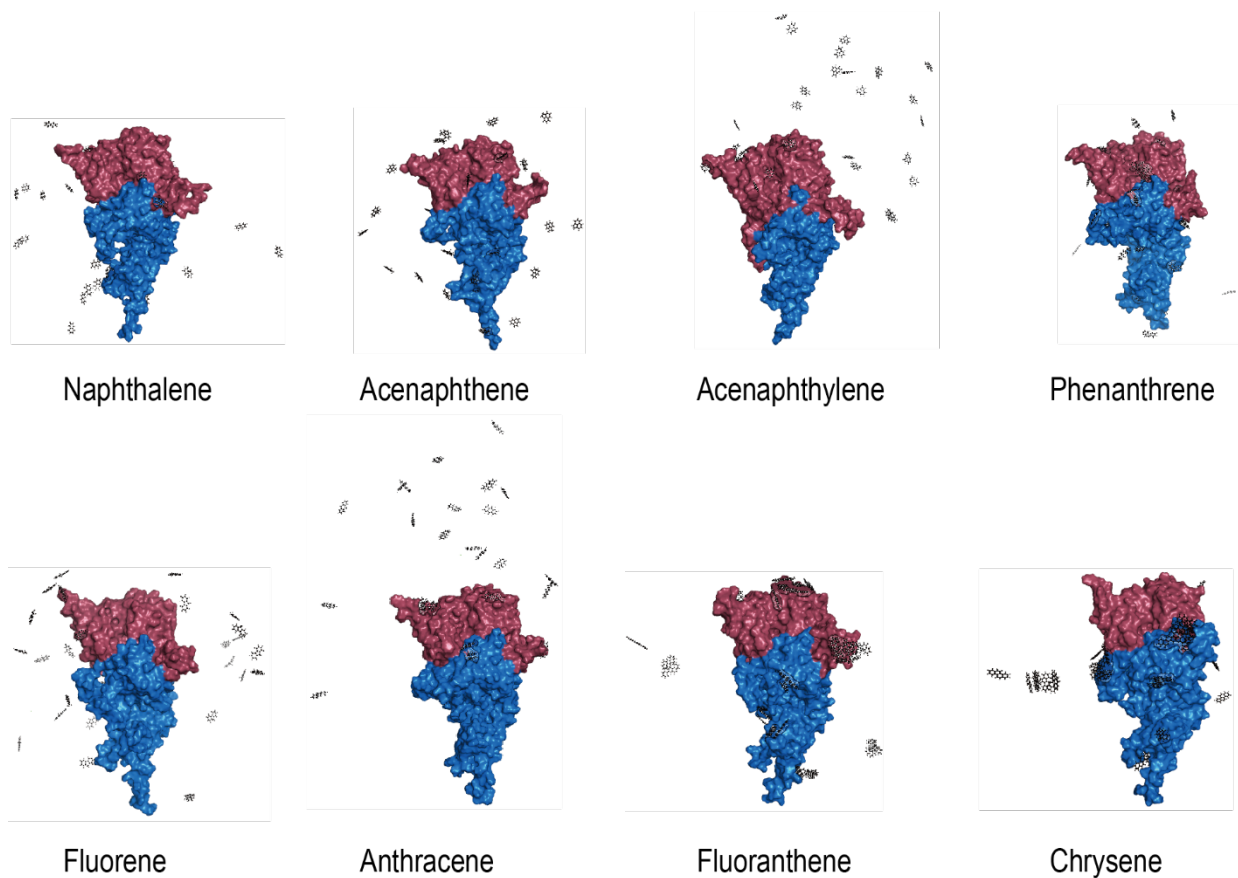 Naphthalene
Acenaphthene
Acenaphthylene
Phenanthrene
Fluorene
Anthracene
Fluoranthene
Chrysene